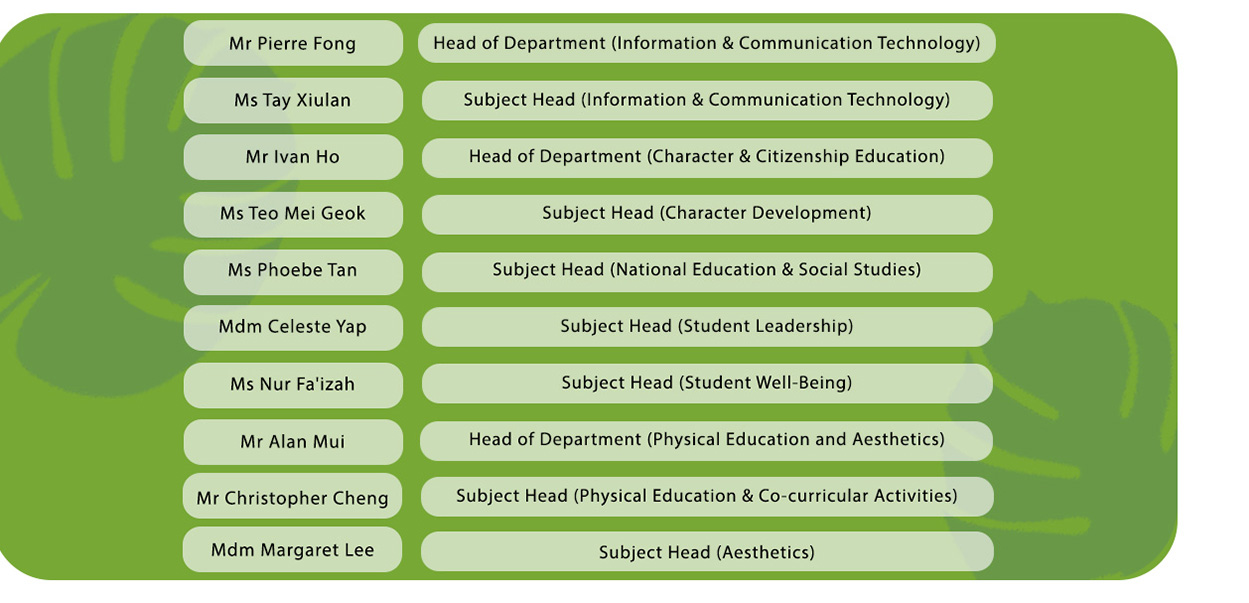 Mr Pierre Fong Head of Department (Information & Communication Technology)
Ms Tay Xiulan Subject Head (Information & Communication Technology)
Mr Ivan Ho Head of Department (Character & Citizenship Education)
Ms Teo Mei Geok Subject Head (Character Development)
Ms Phoebe Tan Subject Head (National Education & Social Studies)
Mdm Celeste Yap Subject Head (Student Leadership)
Ms Nur Fa'izah Subject Head (Student Well-Being)
Mr Alan Mui Head of Department (Physical Education and Aesthetics)
Mr Christopher Cheng Subject Head (Physical Education & Co-curricular Activities)
Mdm Margaret Lee Subject Head (Aesthetics)